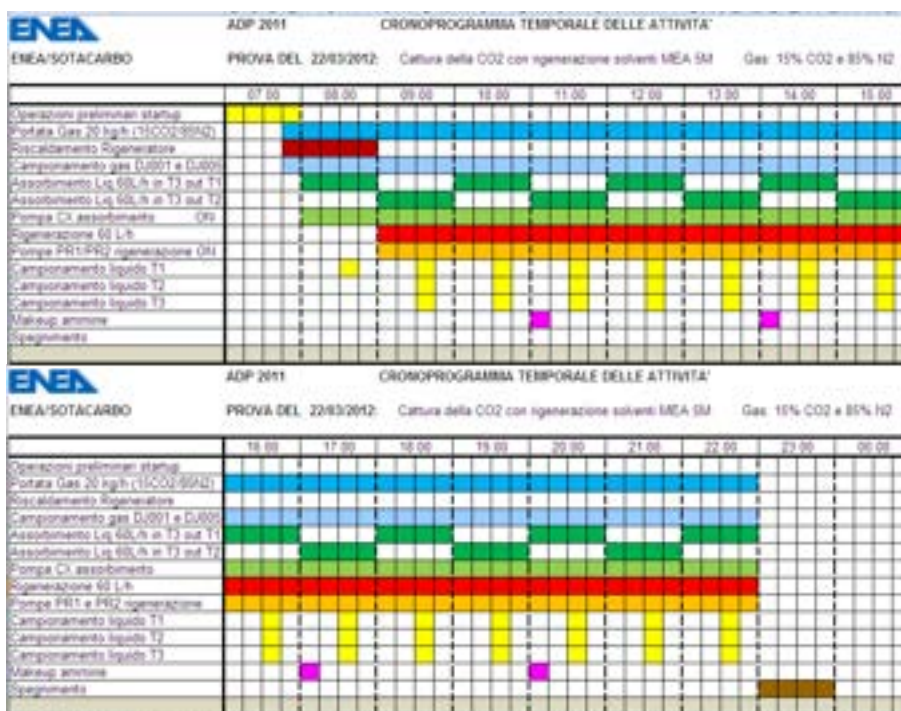 ENEA ADP 2011 CRONOPROGRAMMA TEMPORALE DELLE ATTIVITA'
ENEA/SOTACARBO PROVA DEL 22/03/2012: Cattura della CO2 con rigenerazione solventi MEA 5M Gas: 15% CO2 e 85% N2
07.00 08.00 09.00 10.00 11.00 12.00 13.00 14.00 15.00
Operazioni preliminari startup
Portata Gas 20 kg/h (15CO2/85N2)
Riscaldamento Rigeneratore
Campionamento gas DJ001 e DJ005
Assorbimento Liq 60L/h in T3 out T1
Assorbimento Liq 60L/h in T3 out T2
Pompa CX assorbimento ON
Rigenerazione 60 L/h
Pompe PR1/PR2 rigenerazione ON
Campionamento liquido T1
Campionamento liquido T2
Campionamento liquido T3
Makeup ammine
Spegnimento
ENEA ADP 2011 CRONOPROGRAMMA TEMPORALE DELLE ATTIVITA'
ENEA/SOTACARBO PROVA DEL 22/03/2012: Cattura della CO2 con rigenerazione solventi MEA 5M Gas: 15% CO2 e 85% N2
16.00 17.00 18.00 19.00 20.00 21.00 22.00 23.00 00.00
Operazioni preliminari startup
Portata Gas 20 kg/h (15CO2/85N2)
Riscaldamento Rigeneratore
Campionamento gas DJ001 e DJ005
Assorbimento Liq 60L/h in T3 out T1
Assorbimento Liq 60L/h in T3 out T2
Pompa CX assorbimento
Rigenerazione 60 L/h
Pompe PR1 e PR2 rigenerazione
Campionamento liquido T1
Campionamento liquido T2
Campionamento liquido T3
Makeup ammine
Spegnimento